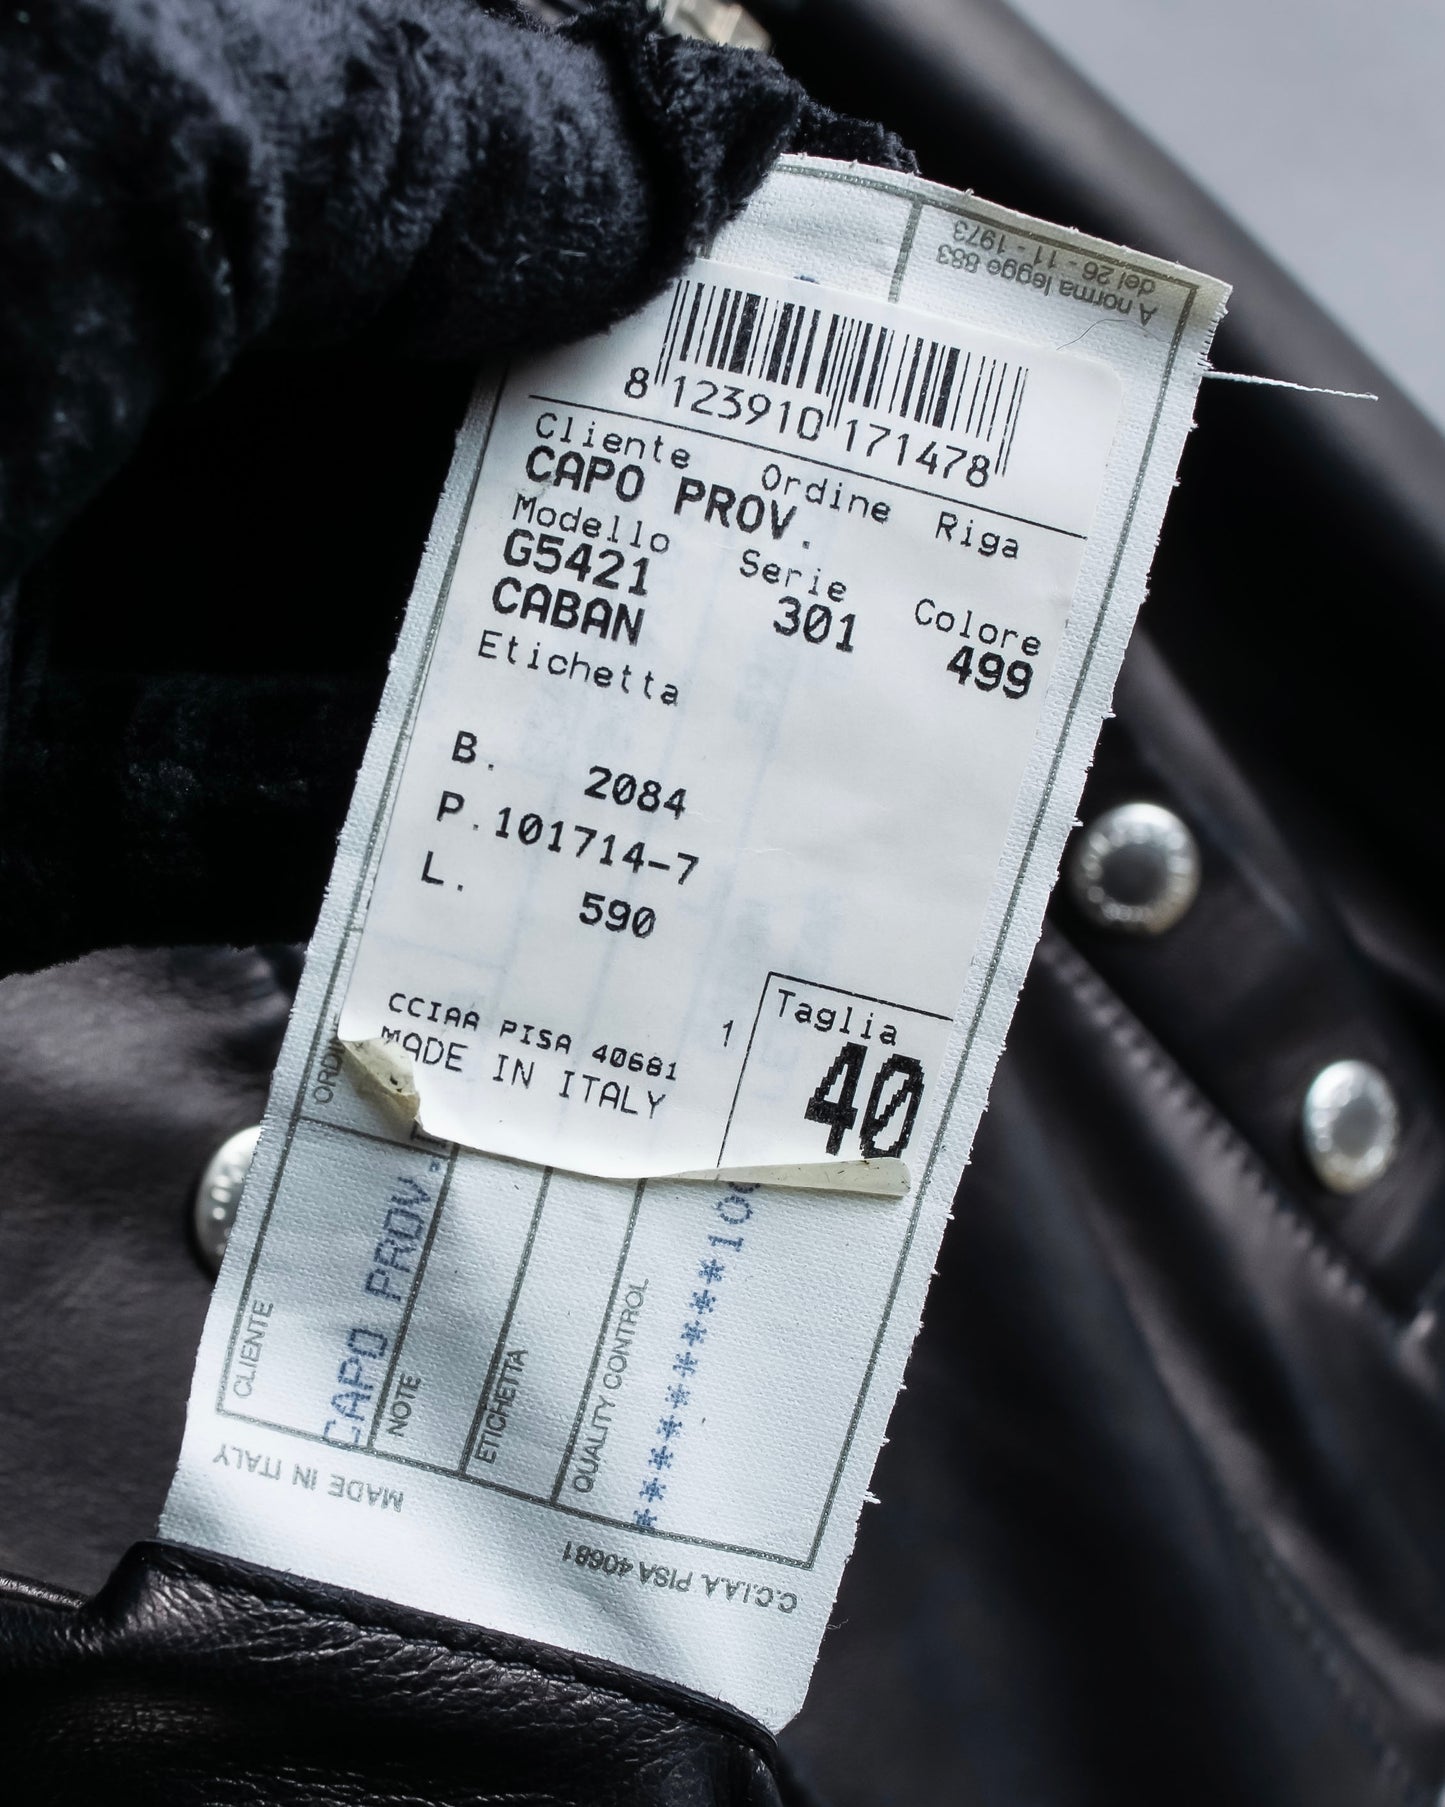 A norma legge 883
del 26 - 11 - 1973
8 123910 171478
Cliente Ordine Riga
CAPO PROV.
Modello Serie Colore
G5421 301 499
CABAN
Etichetta
B. 2084
P. 101714-7
L. 590
CCIAA PISA 40681 1
MADE IN ITALY
Taglia
40
CLIENTE
CAPO PROV.
NOTE
ETICHETTA
QUALITY CONTROL
MADE IN ITALY
C.C.I.A.A. PISA 40681